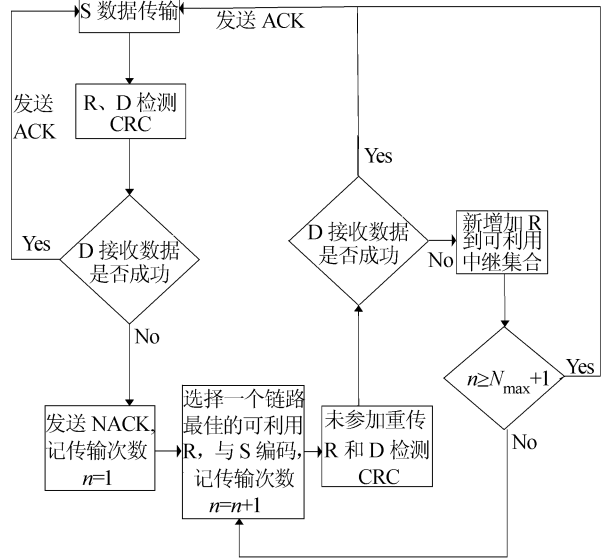 S 数据传输
发送 ACK
发送
ACK
R、D 检测
CRC
D 接收数据
是否成功
Yes
No
发送 NACK,
记传输次数
n=1
选择一个链路
最佳的可利用
R，与 S 编码，
记传输次数
n=n+1
未参加重传
R 和 D 检测
CRC
D 接收数据
是否成功
Yes
No
新增加 R
到可利用
中继集合
n≥Nmax+1
Yes
No